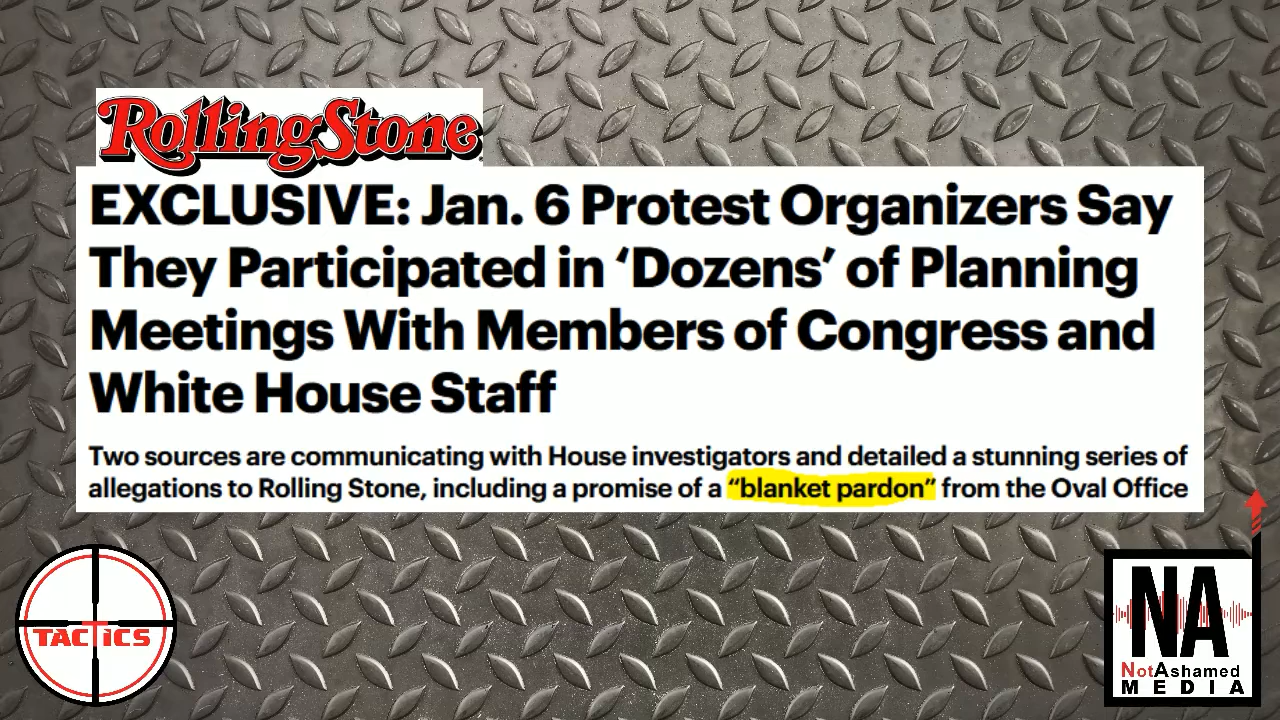 RollingStone
EXCLUSIVE: Jan. 6 Protest Organizers Say
They Participated in ‘Dozens’ of Planning
Meetings With Members of Congress and
White House Staff
Two sources are communicating with House investigators and detailed a stunning series of
allegations to Rolling Stone, including a promise of a “blanket pardon” from the Oval Office
TACTICS
NA
NotAshamed
MEDIA